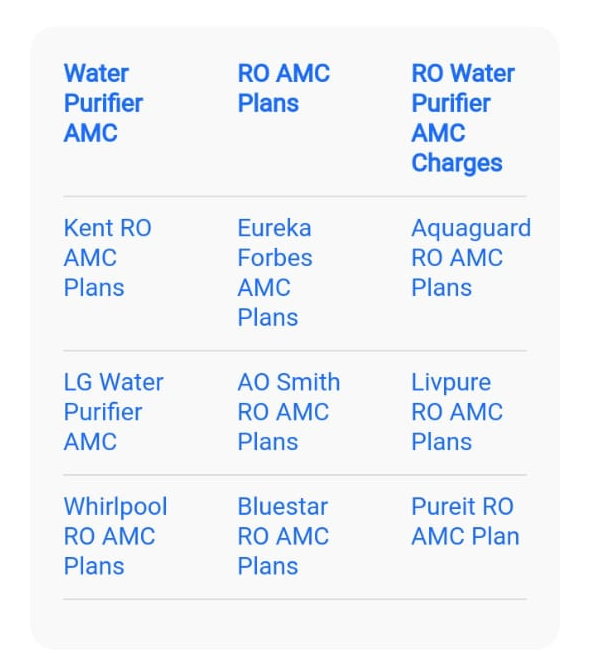 Water
Purifier
AMC
RO AMC
Plans
RO Water
Purifier
AMC
Charges
Kent RO
AMC
Plans
Eureka
Forbes
AMC
Plans
Aquaguard
RO AMC
Plans
LG Water
Purifier
AMC
AO Smith
RO AMC
Plans
Livpure
RO AMC
Plans
Whirlpool
RO AMC
Plans
Bluestar
RO AMC
Plans
Pureit RO
AMC Plan